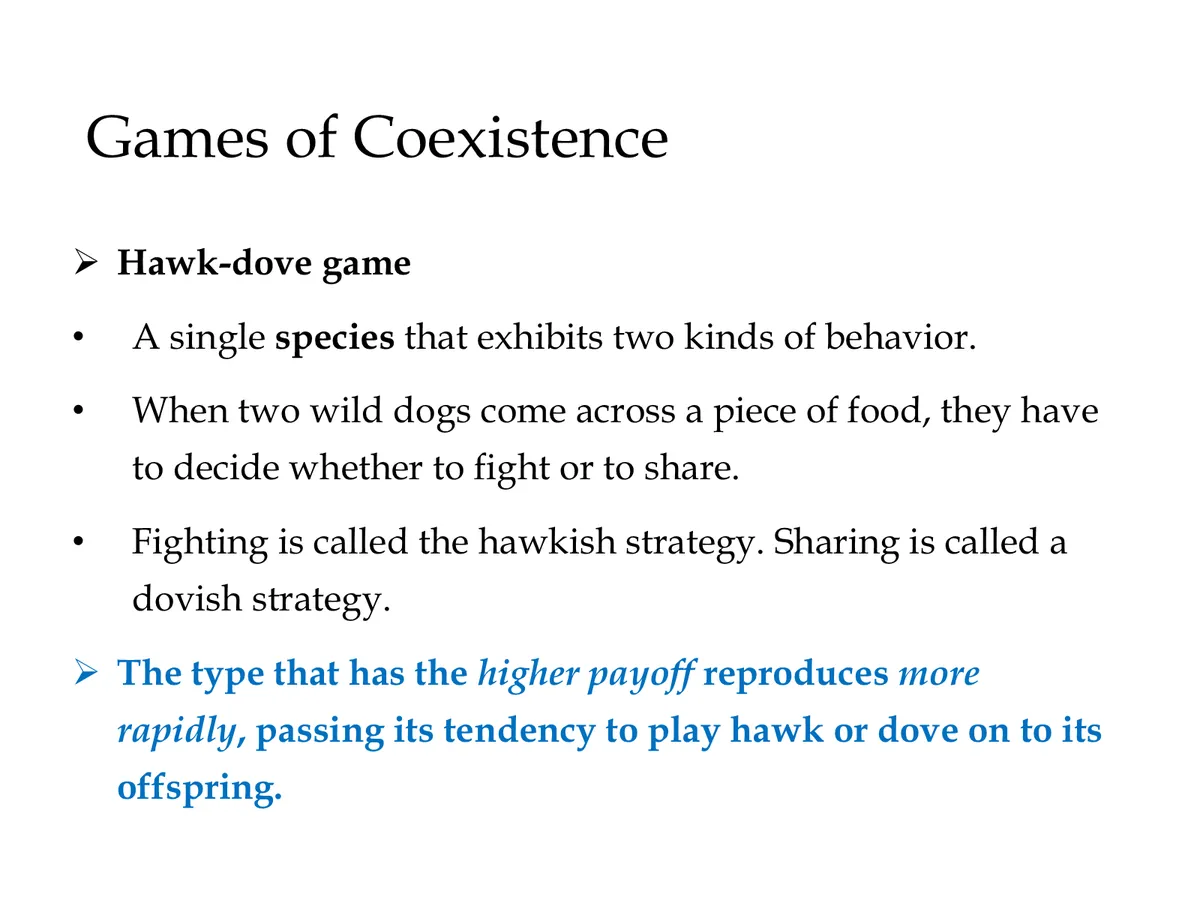 Games of Coexistence
➢ Hawk-dove game
• A single species that exhibits two kinds of behavior.
• When two wild dogs come across a piece of food, they have
to decide whether to fight or to share.
• Fighting is called the hawkish strategy. Sharing is called a
dovish strategy.
➢ The type that has the higher payoff reproduces more
rapidly, passing its tendency to play hawk or dove on to its
offspring.